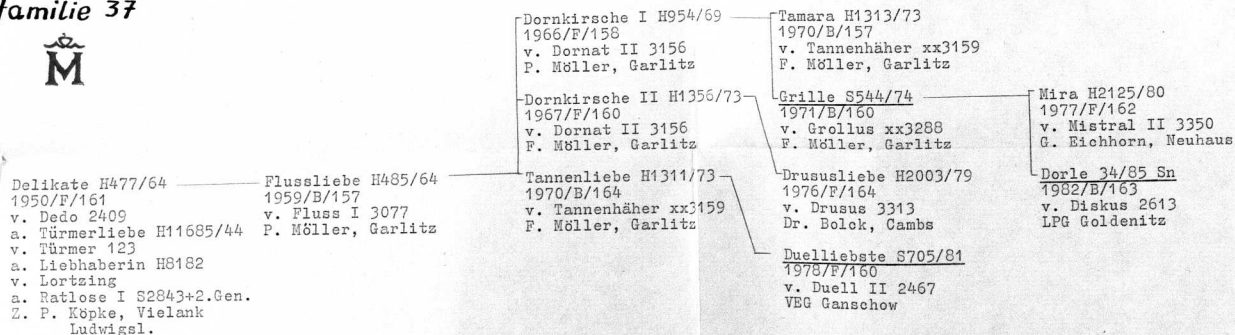 familie 37
M
Delikate H477/64
1950/F/161
v. Dedo 2409
a. Türmerliebe H11685/44
v. Türmer 123
a. Liebhaberin H8182
v. Lortzing
a. Ratlose I S2843+2.Gen.
Z. P. Köpke, Vielank
Ludwigsl.
Flussliebe H485/64
1959/B/157
v. Fluss I 3077
P. Möller, Garlitz
Dornkirsche I H954/69
1966/F/158
v. Dornat II 3156
P. Möller, Garlitz
Dornkirsche II H1356/73
1967/F/160
v. Dornat II 3156
F. Möller, Garlitz
Tannenliebe H1311/73
1970/B/164
v. Tannenhäher xx3159
F. Möller, Garlitz
Tamara H1313/73
1970/B/157
v. Tannenhäher xx3159
F. Möller, Garlitz
Grille S544/74
1971/B/160
v. Grollus xx3288
F. Möller, Garlitz
Drususliebe H2003/79
1976/F/164
v. Drusus 3313
Dr. Bolck, Cambs
Duelliebste S705/81
1978/F/160
v. Duell II 2467
VEG Ganschow
Mira H2125/80
1977/F/162
v. Mistral II 3350
G. Eichhorn, Neuhaus
Dorle 34/85 Sn
1982/B/163
v. Diskus 2613
LPG Goldenitz